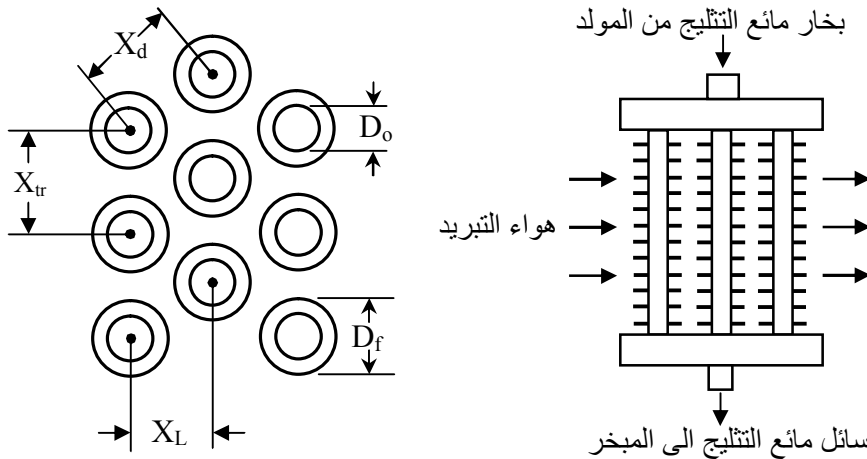 X_d
D_o
X_tr
D_f
X_L
بخار مائع التثليج من المولد
هواء التبريد
سائل مائع التثليج الى المبخر